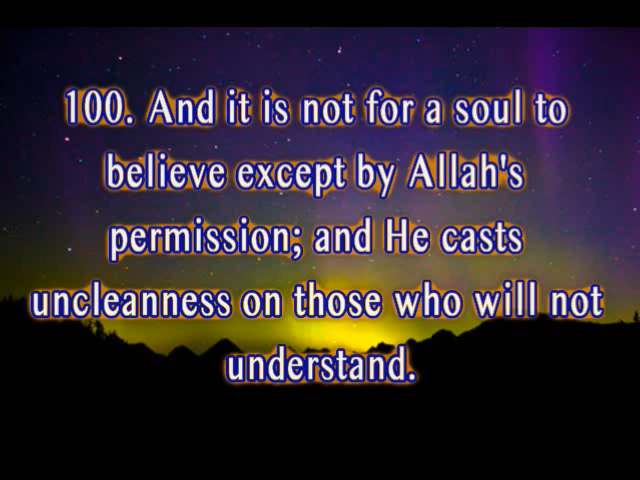 100. And it is not for a soul to
believe except by Allah's
permission; and He casts
uncleanness on those who will not
understand.